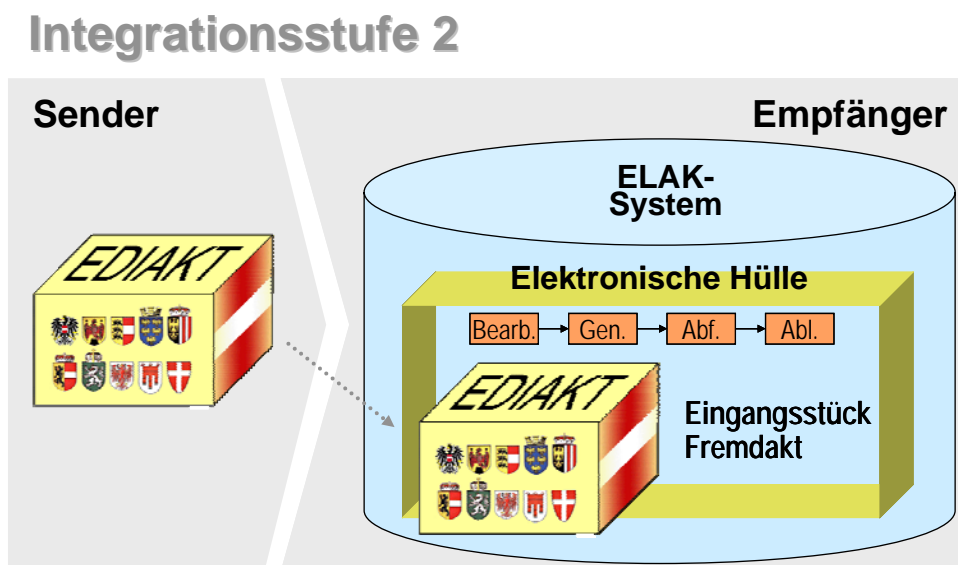 Integrationsstufe 2
Sender
Empfänger
ELAK-
System
EDIAKT
Elektronische Hülle
Bearb.
Gen.
Abf.
Abl.
EDIAKT
Eingangsstück
Fremdakt